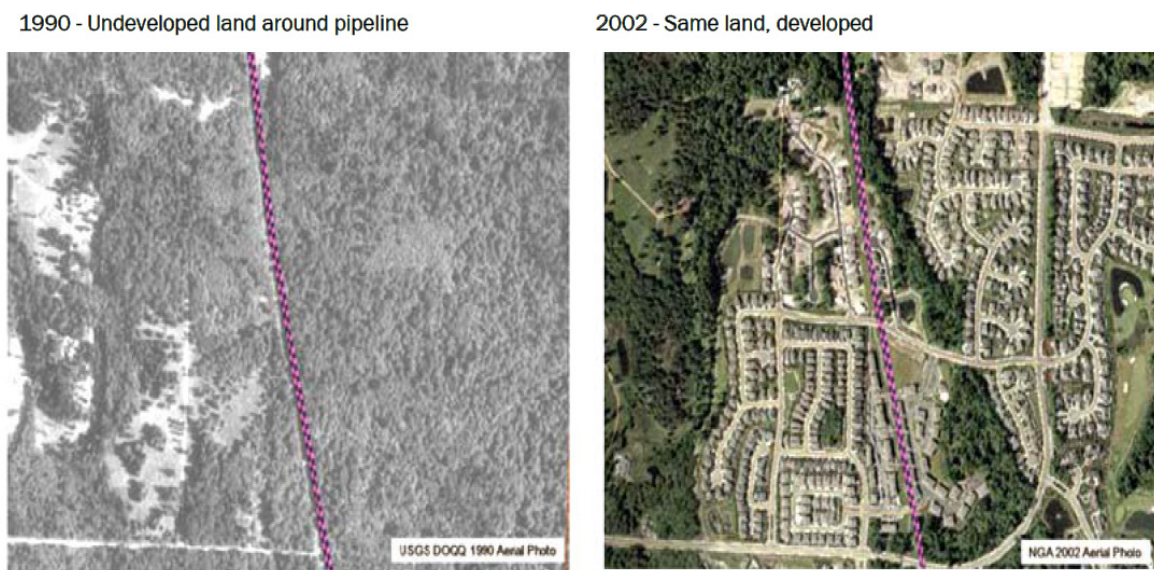 1990 - Undeveloped land around pipeline
2002 - Same land, developed
USGS DOQQ 1990 Aerial Photo
NGA 2002 Aerial Photo